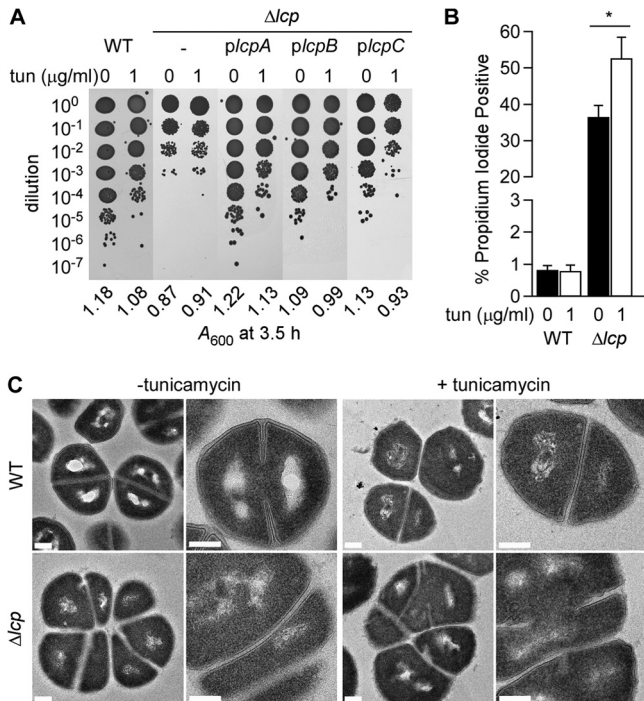 A
Δlcp
WT - plcpA plcpB plcpC
tun (μg/ml) 0 1 0 1 0 1 0 1 0 1
dilution
10⁰
10⁻¹
10⁻²
10⁻³
10⁻⁴
10⁻⁵
10⁻⁶
10⁻⁷
1.18 1.08 0.87 0.91 1.22 1.13 1.09 0.99 1.13 0.93
A₆₀₀ at 3.5 h
B
*
% Propidium Iodide Positive
60
50
40
30
20
3
2
1
0
tun (μg/ml) 0 1 0 1
WT Δlcp
C
-tunicamycin + tunicamycin
WT
Δlcp